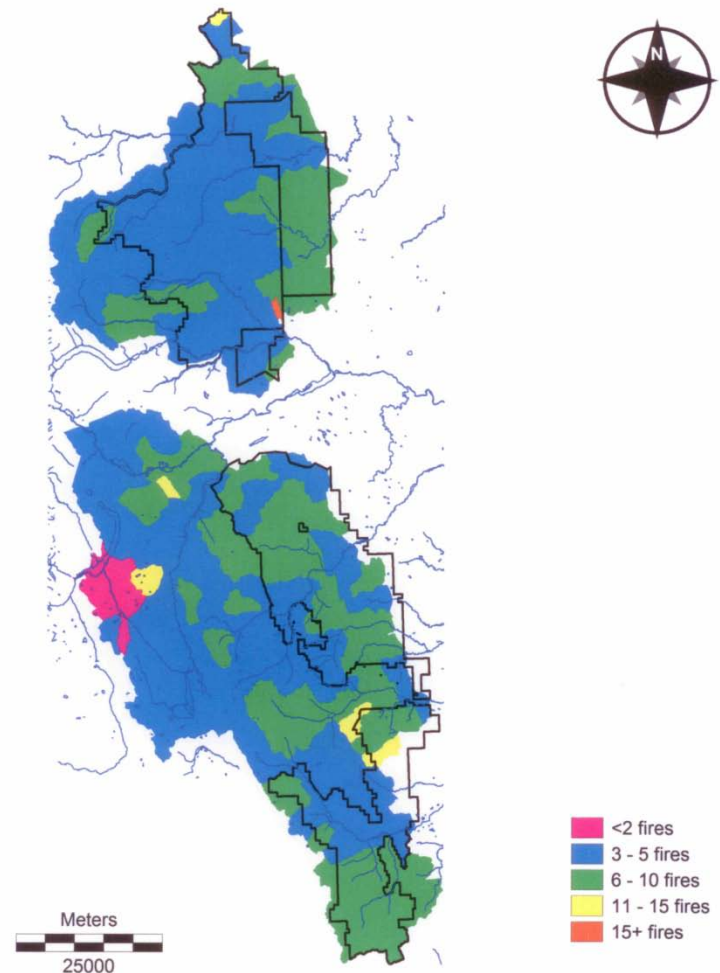 N
<2 fires
3 - 5 fires
6 - 10 fires
11 - 15 fires
15+ fires
Meters
25000